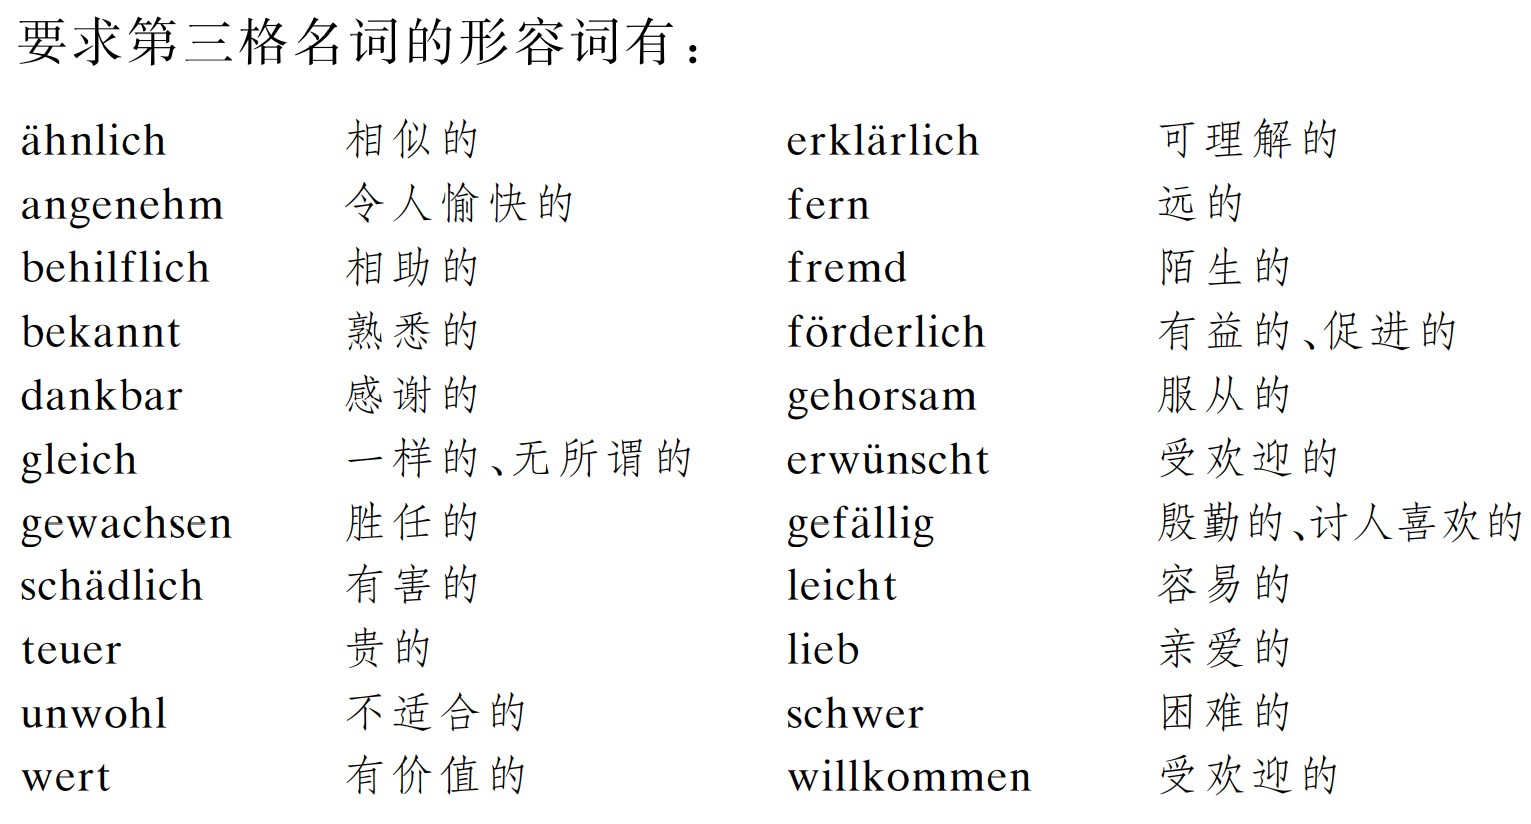 要求第三格名词的形容词有：
ähnlich 相似的 erklärlich 可理解的
angenehm 令人愉快的 fern 远的
behilflich 相助的 fremd 陌生的
bekannt 熟悉的 förderlich 有益的、促进的
dankbar 感谢的 gehorsam 服从的
gleich 一样的、无所谓的 erwünscht 受欢迎的
gewachsen 胜任的 gefällig 殷勤的、讨人喜欢的
schädlich 有害的 leicht 容易的
teuer 贵的 lieb 亲爱的
unwohl 不适合的 schwer 困难的
wert 有价值的 willkommen 受欢迎的